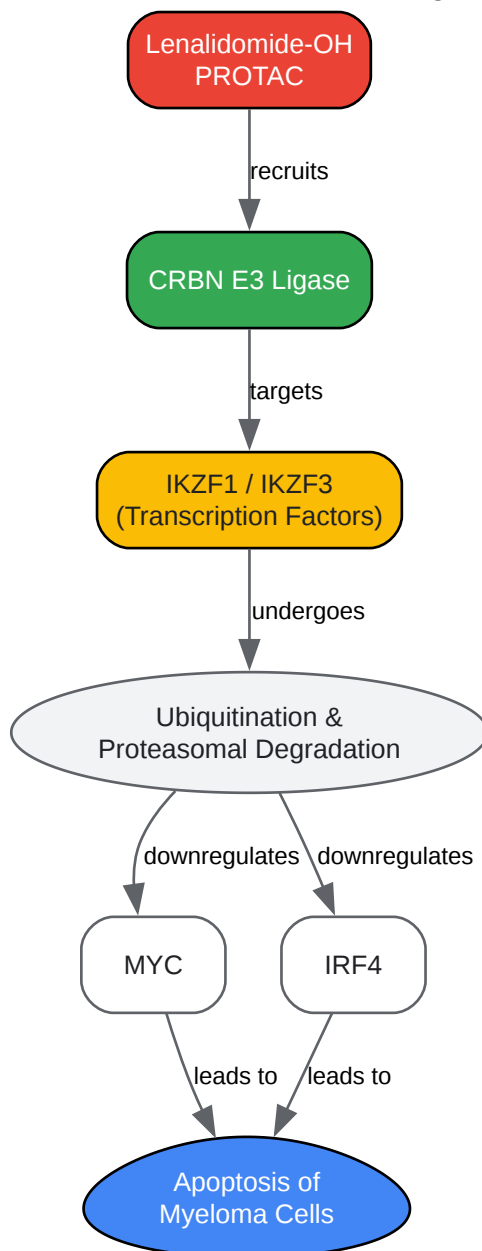 Lenalidomide-OH
PROTAC
recruits
CRBN E3 Ligase
targets
IKZF1 / IKZF3
(Transcription Factors)
undergoes
Ubiquitination &
Proteasomal Degradation
downregulates
downregulates
MYC
IRF4
leads to
leads to
Apoptosis of
Myeloma Cells